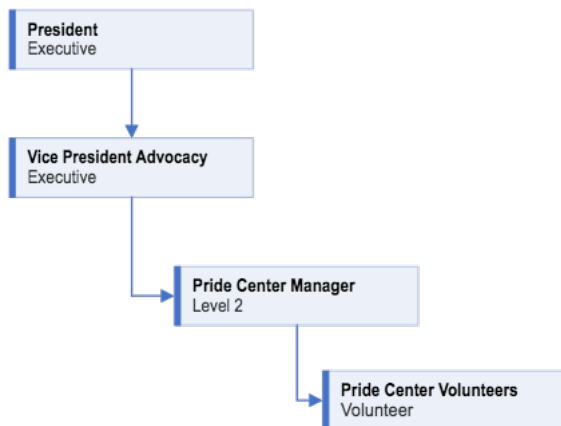 President
Executive
Vice President Advocacy
Executive
Pride Center Manager
Level 2
Pride Center Volunteers
Volunteer